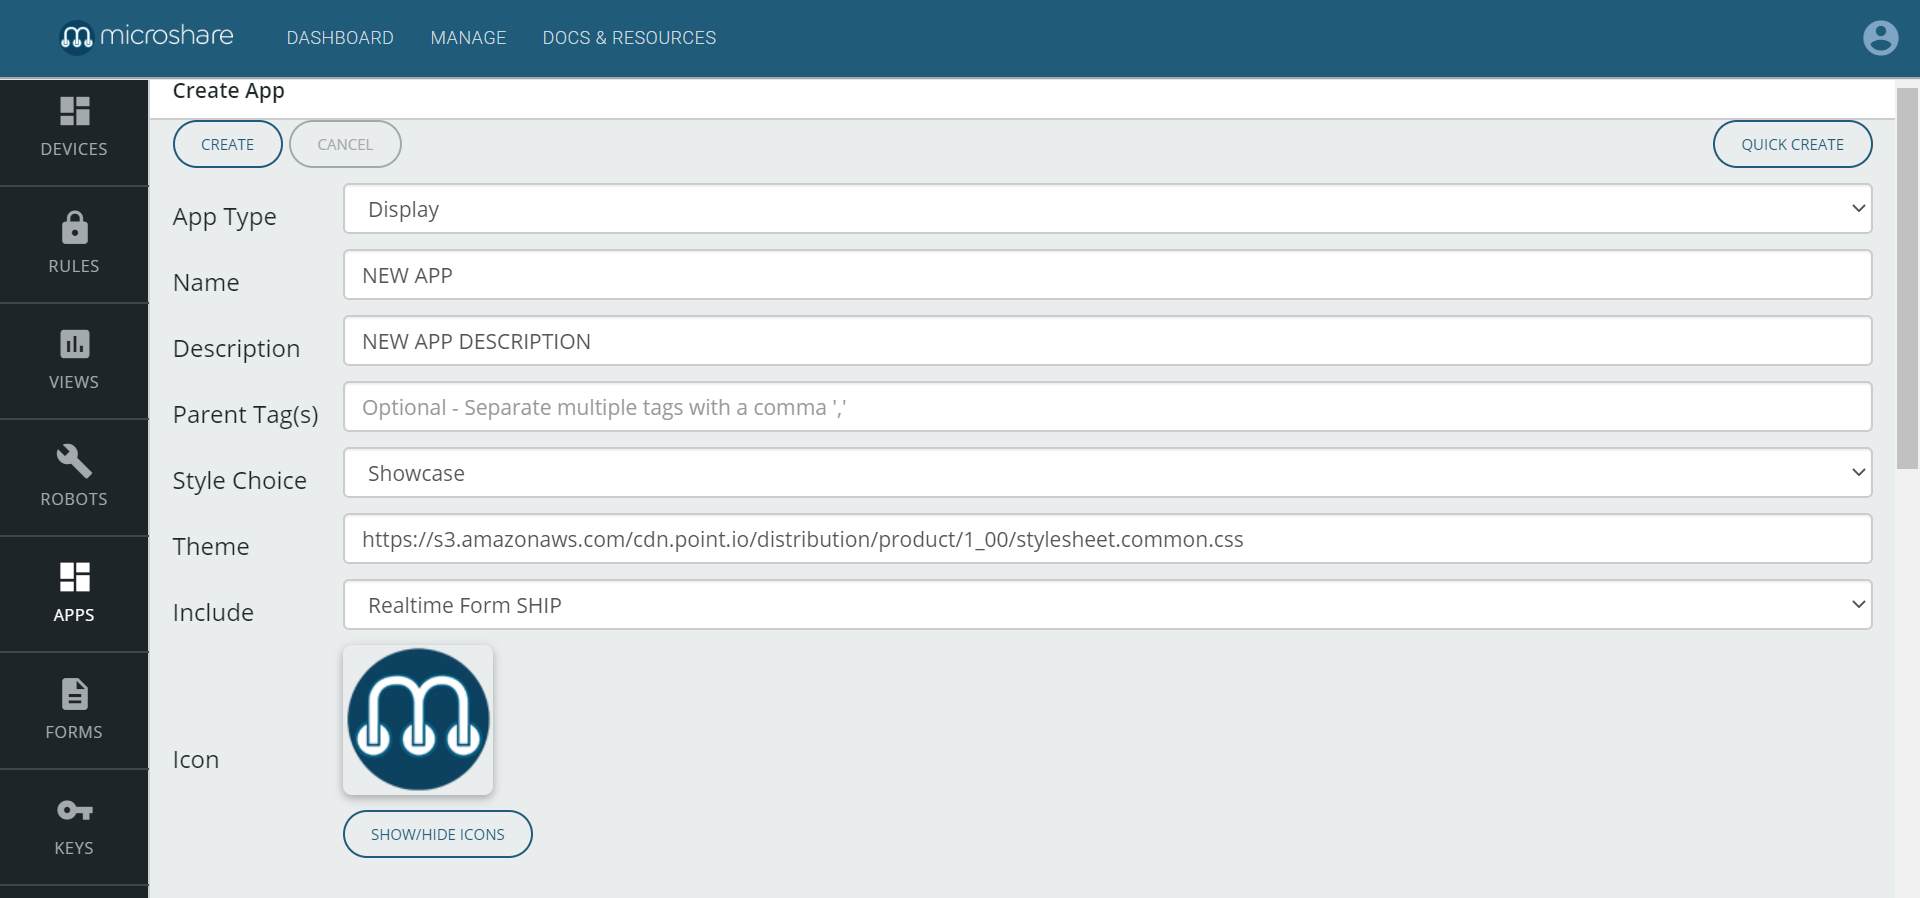 microshare DASHBOARD MANAGE DOCS & RESOURCES
Create App
CREATE CANCEL QUICK CREATE
DEVICES
RULES
VIEWS
ROBOTS
APPS
FORMS
KEYS
App Type Display
Name NEW APP
Description NEW APP DESCRIPTION
Parent Tag(s) Optional - Separate multiple tags with a comma ','
Style Choice Showcase
Theme https://s3.amazonaws.com/cdn.point.io/distribution/product/1_00/stylesheet.common.css
Include Realtime Form SHIP
Icon
SHOW/HIDE ICONS